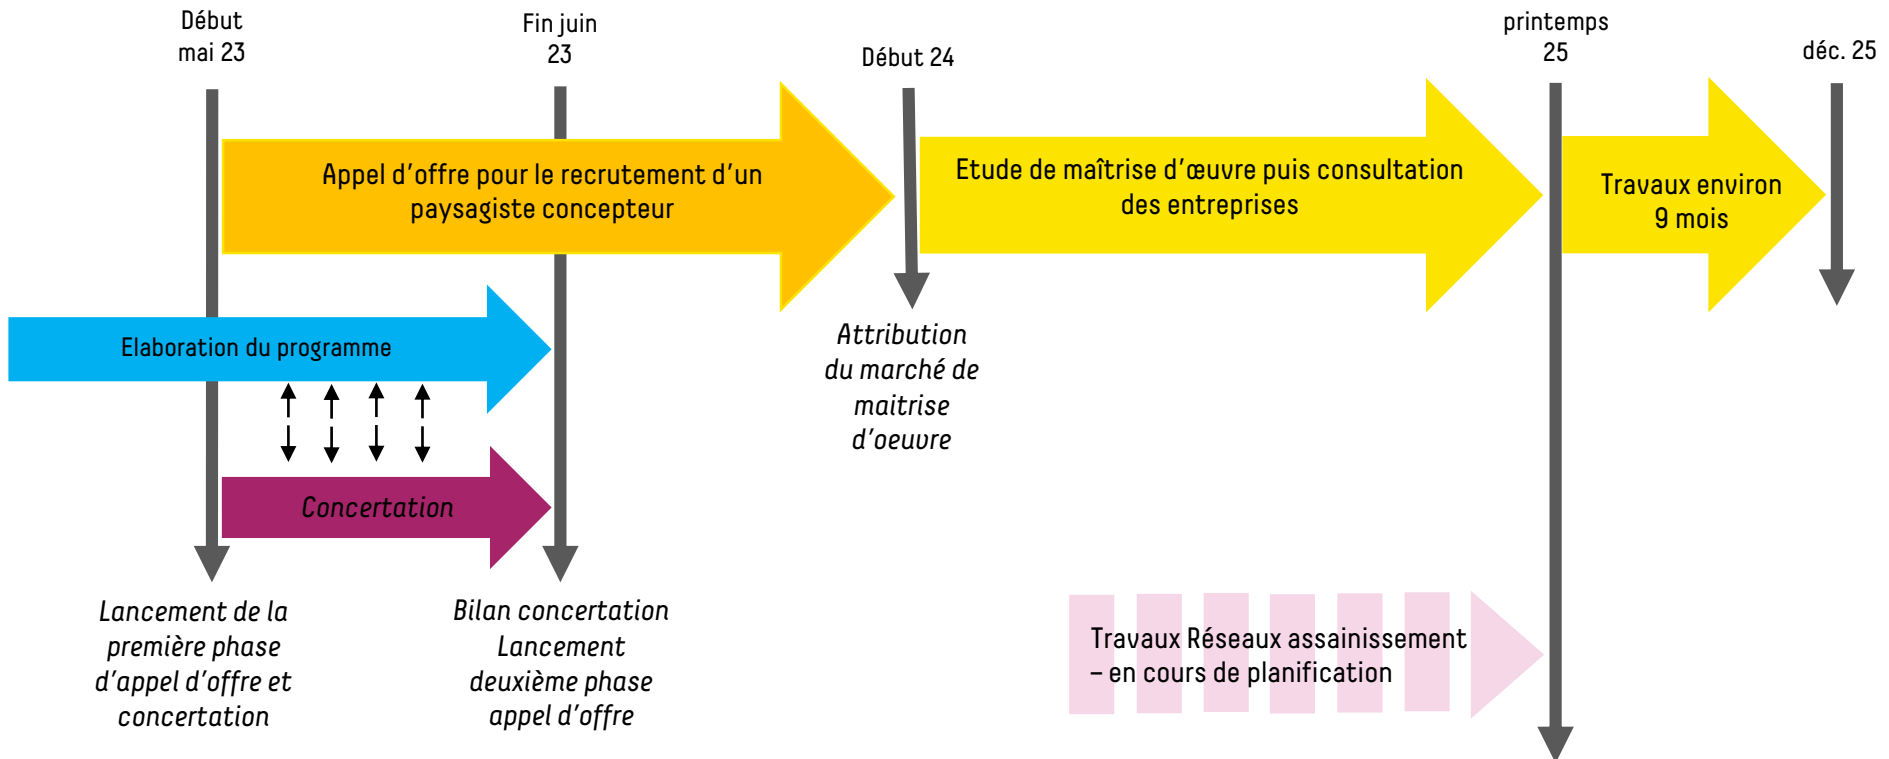 Début
mai 23
Fin juin
23
Début 24
printemps
25
déc. 25
Appel d'offre pour le recrutement d'un
paysagiste concepteur
Etude de maîtrise d'œuvre puis consultation
des entreprises
Travaux environ
9 mois
Elaboration du programme
Attribution
du marché de
maitrise
d'oeuvre
Concertation
Lancement de la
première phase
d'appel d'offre et
concertation
Bilan concertation
Lancement
deuxième phase
appel d'offre
Travaux Réseaux assainissement
– en cours de planification